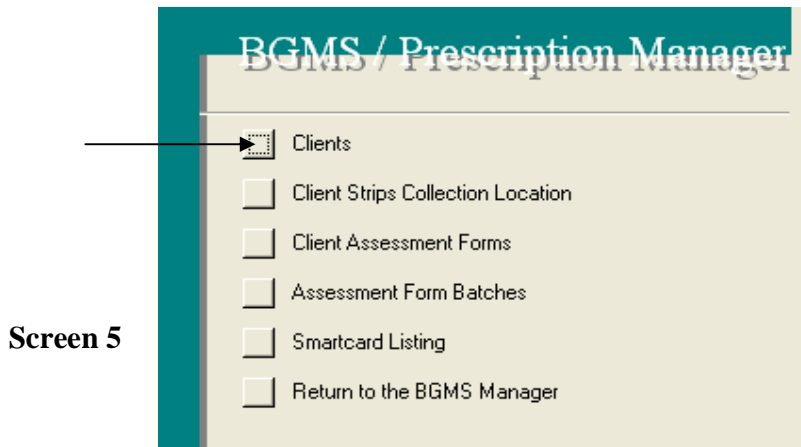 BGMS / Prescription Manager
Clients
Client Strips Collection Location
Client Assessment Forms
Assessment Form Batches
Screen 5
Smartcard Listing
Return to the BGMS Manager